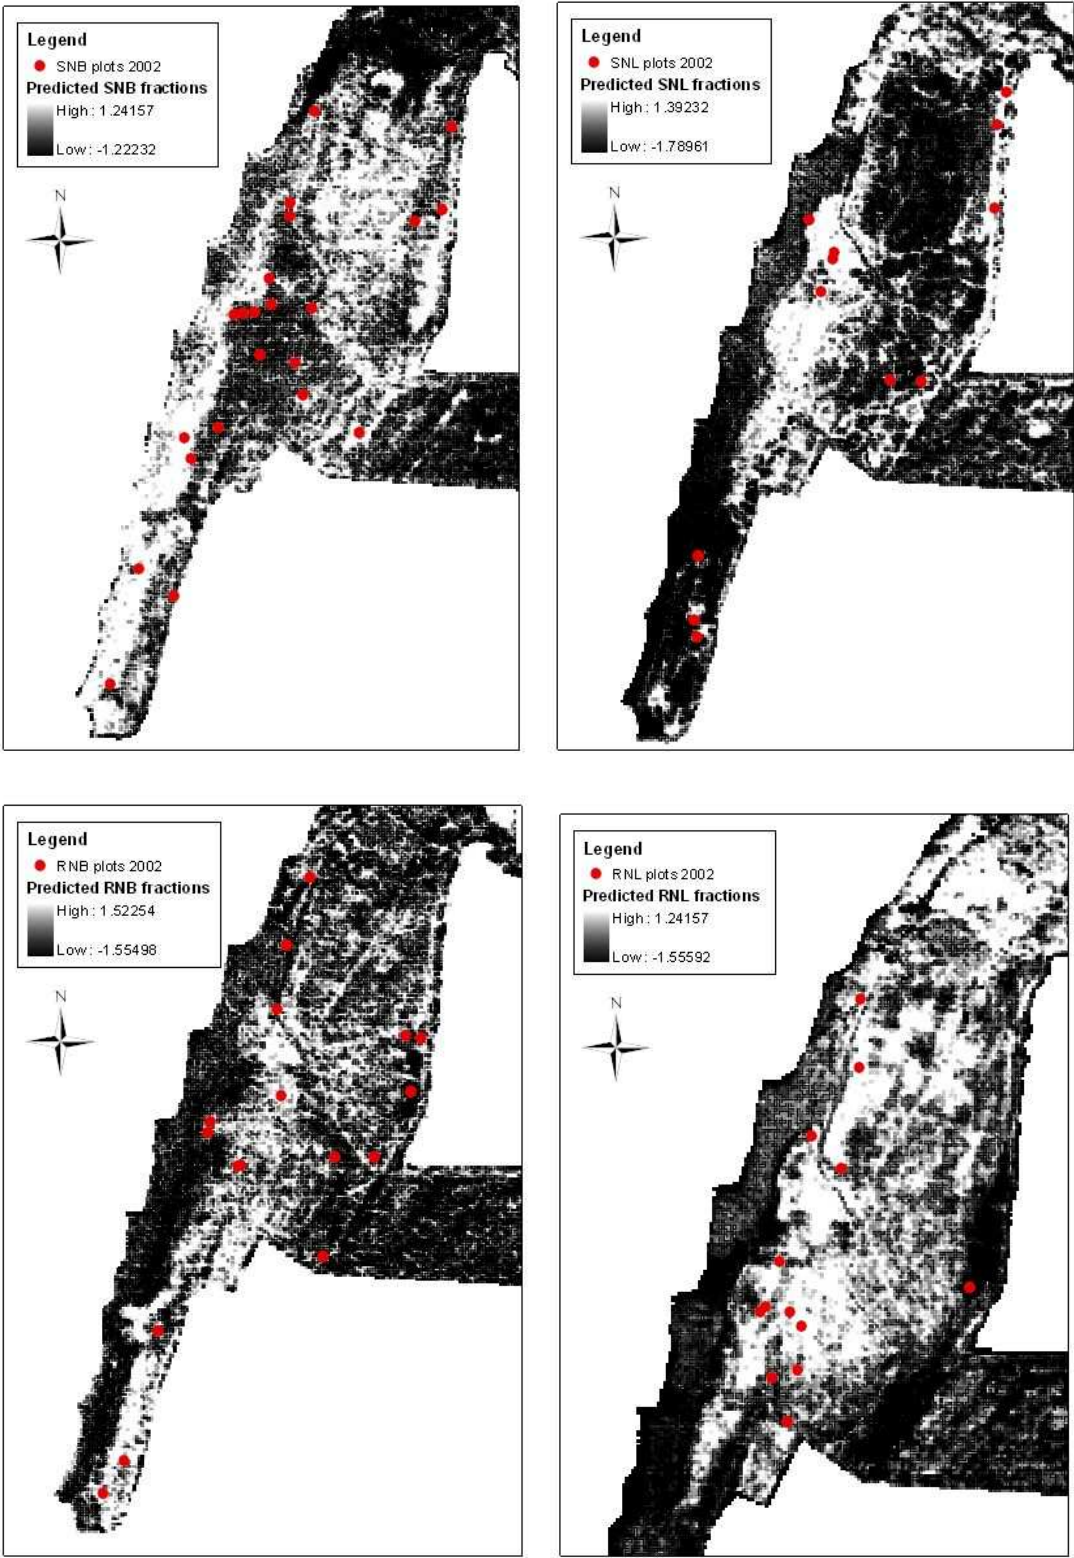 Legend
SNB plots 2002
Predicted SNB fractions
High : 1.24157
Low : -1.22232
N
Legend
SNL plots 2002
Predicted SNL fractions
High : 1.39232
Low : -1.78961
N
Legend
RNB plots 2002
Predicted RNB fractions
High : 1.52254
Low : -1.55498
N
Legend
RNL plots 2002
Predicted RNL fractions
High : 1.24157
Low : -1.55592
N